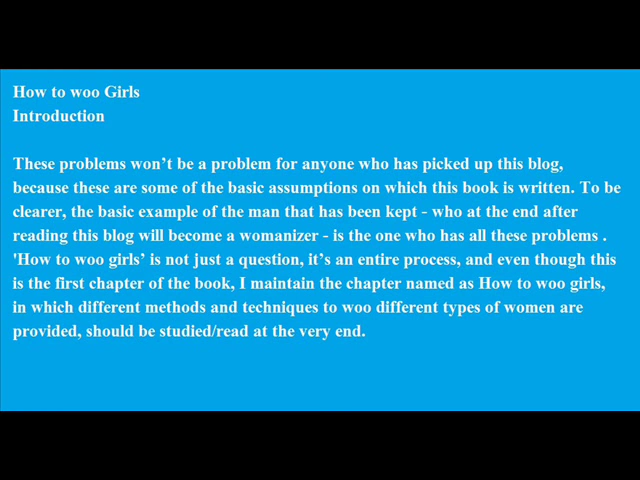 How to woo Girls
Introduction
These problems won’t be a problem for anyone who has picked up this blog,
because these are some of the basic assumptions on which this book is written. To be
clearer, the basic example of the man that has been kept - who at the end after
reading this blog will become a womanizer - is the one who has all these problems .
'How to woo girls’ is not just a question, it’s an entire process, and even though this
is the first chapter of the book, I maintain the chapter named as How to woo girls,
in which different methods and techniques to woo different types of women are
provided, should be studied/read at the very end.